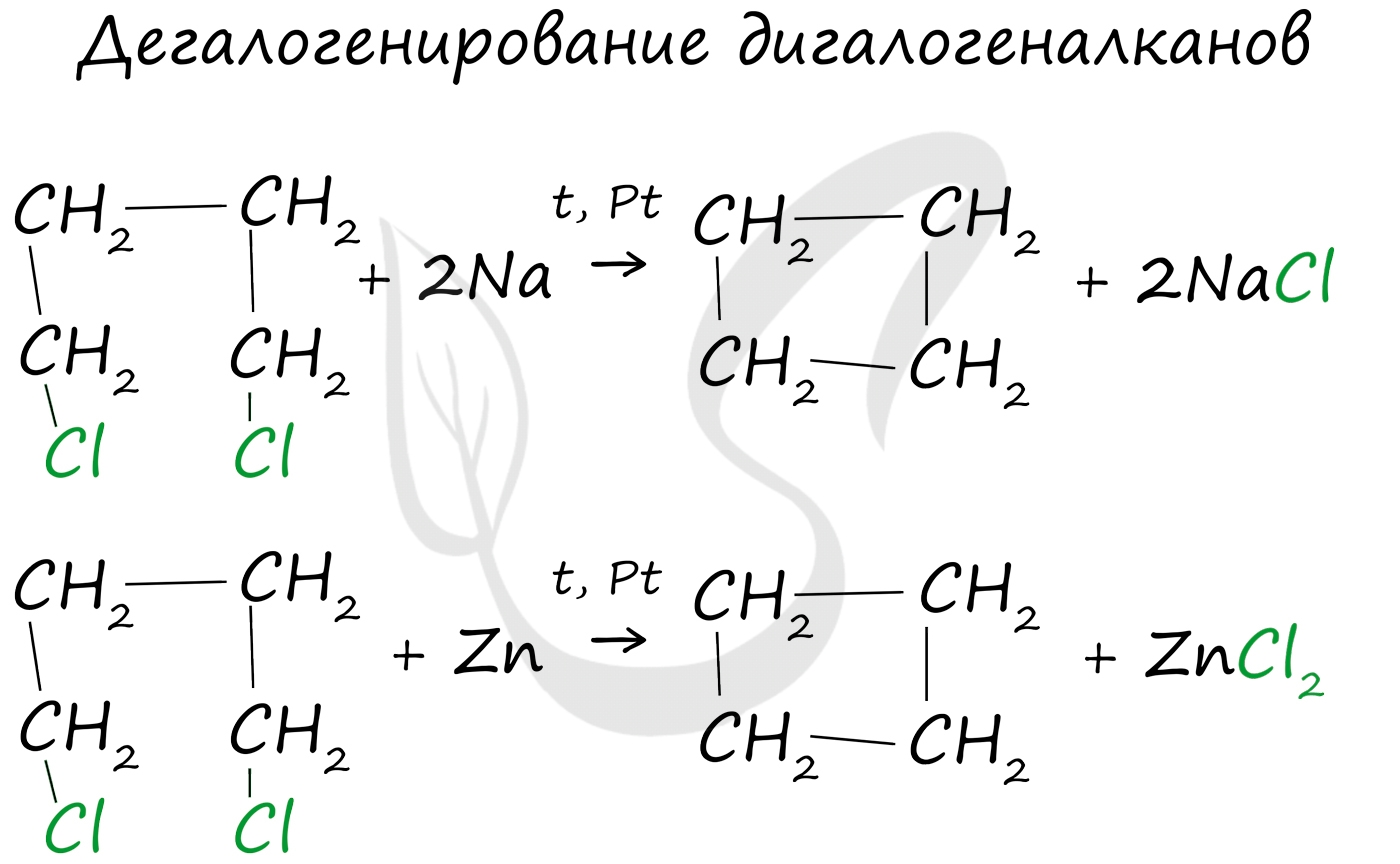 Дегалогенирование дигалогеналканов
CH₂ — CH₂ t, Pt CH₂ — CH₂
+ 2Na → + 2NaCl
CH₂ CH₂ CH₂ — CH₂
Cl Cl
CH₂ — CH₂ t, Pt CH₂ — CH₂
+ Zn → + ZnCl₂
CH₂ CH₂ CH₂ — CH₂
Cl Cl